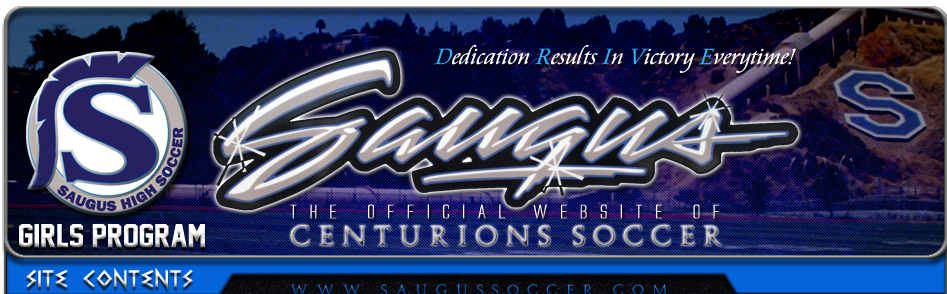 Dedication Results In Victory Everytime!
S
S
SAUGUS HIGH SOCCER
Saugus
THE OFFICIAL WEBSITE OF
GIRLS PROGRAM
CENTURIONS SOCCER
SITE CONTENTS
WWW.SAUGUSSOCCER.COM